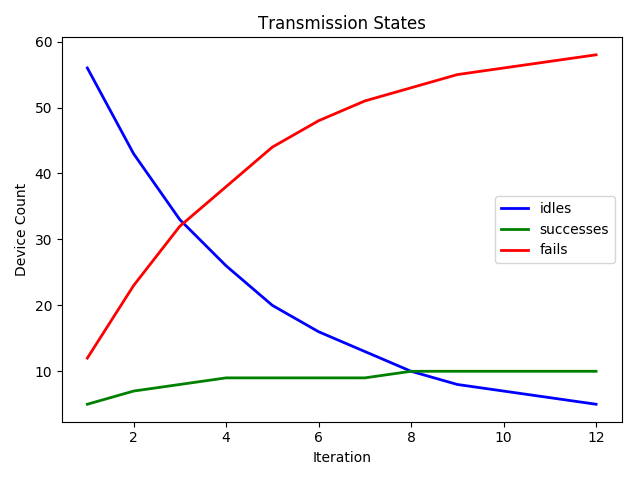 Transmission States
60
50
40
30
20
10
Device Count
idles
successes
fails
2 4 6 8 10 12
Iteration